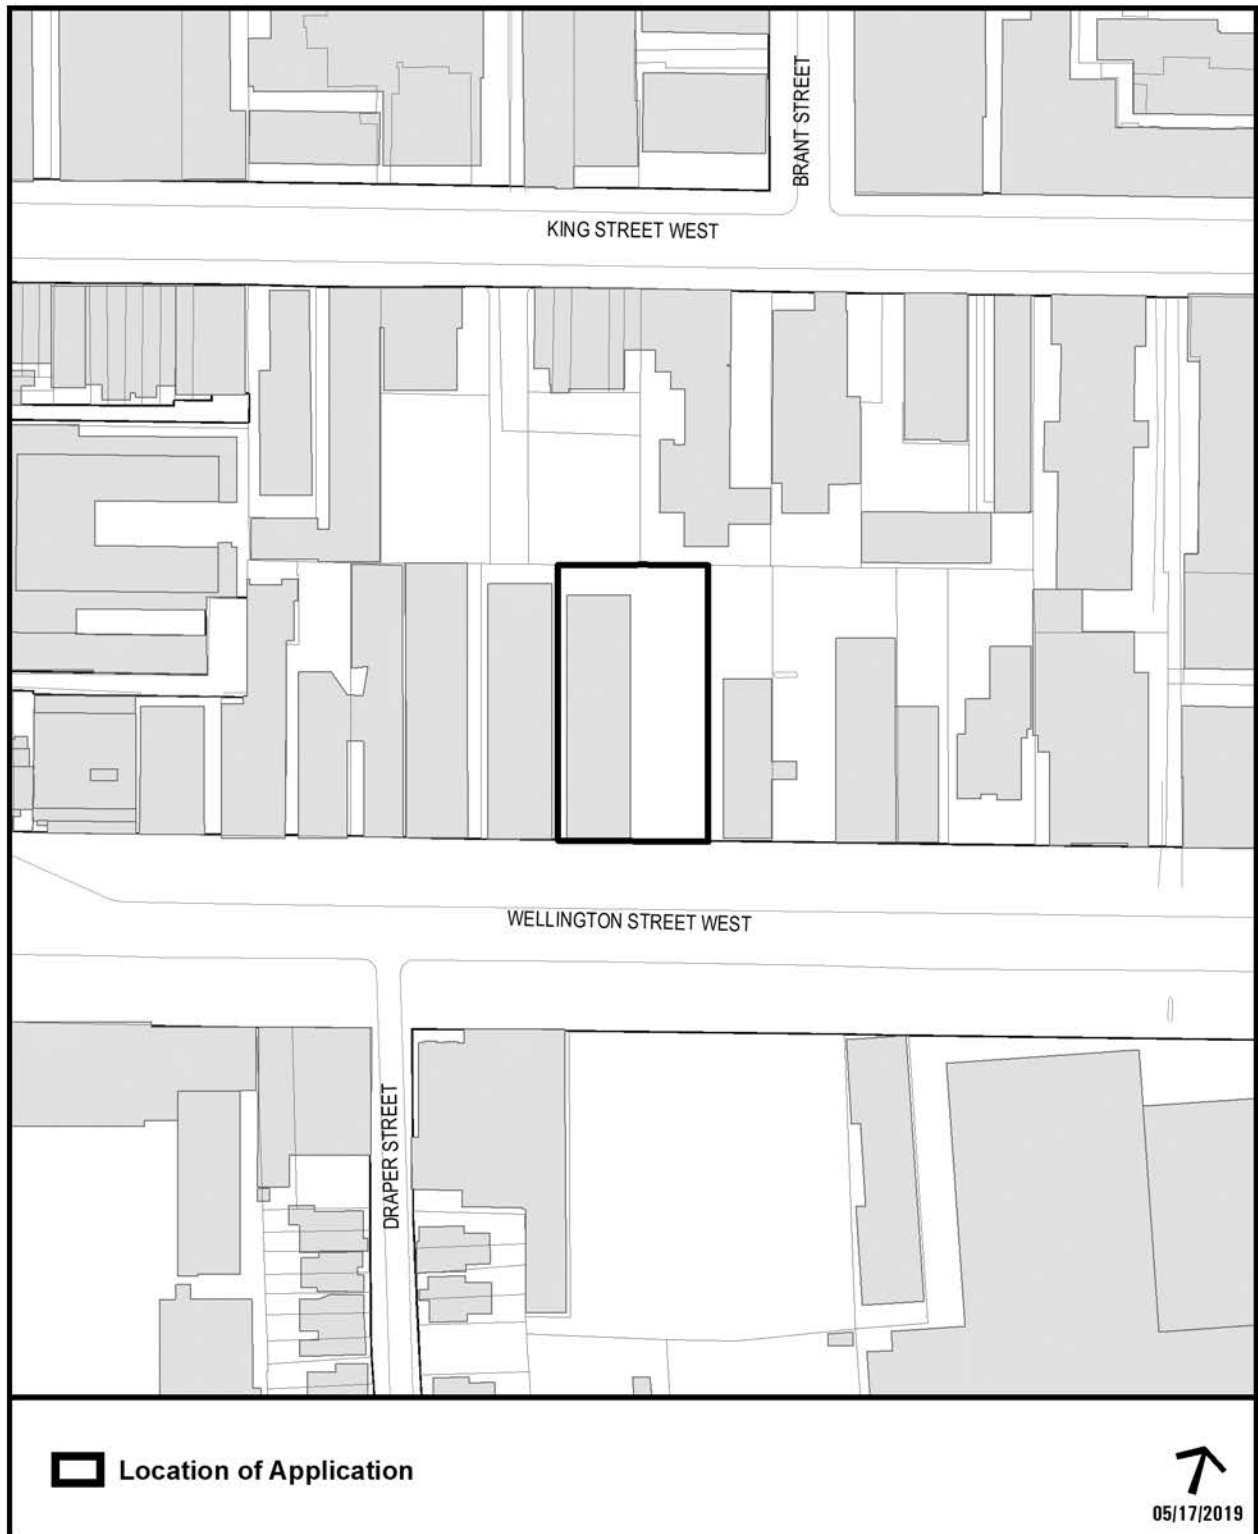 BRANT STREET
KING STREET WEST
WELLINGTON STREET WEST
DRAPER STREET
Location of Application
05/17/2019